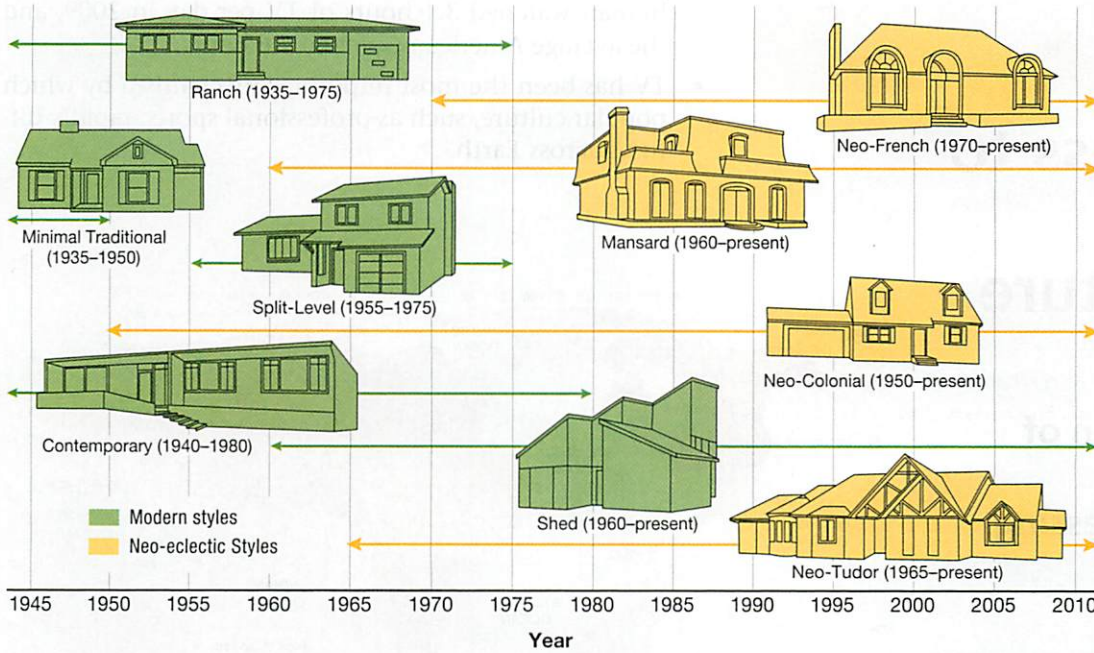 Ranch (1935–1975)
Neo-French (1970–present)
Minimal Traditional
(1935–1950)
Mansard (1960–present)
Split-Level (1955–1975)
Neo-Colonial (1950–present)
Contemporary (1940–1980)
Shed (1960–present)
Modern styles
Neo-eclectic Styles
Neo-Tudor (1965–present)
1945 1950 1955 1960 1965 1970 1975 1980 1985 1990 1995 2000 2005 2010
Year